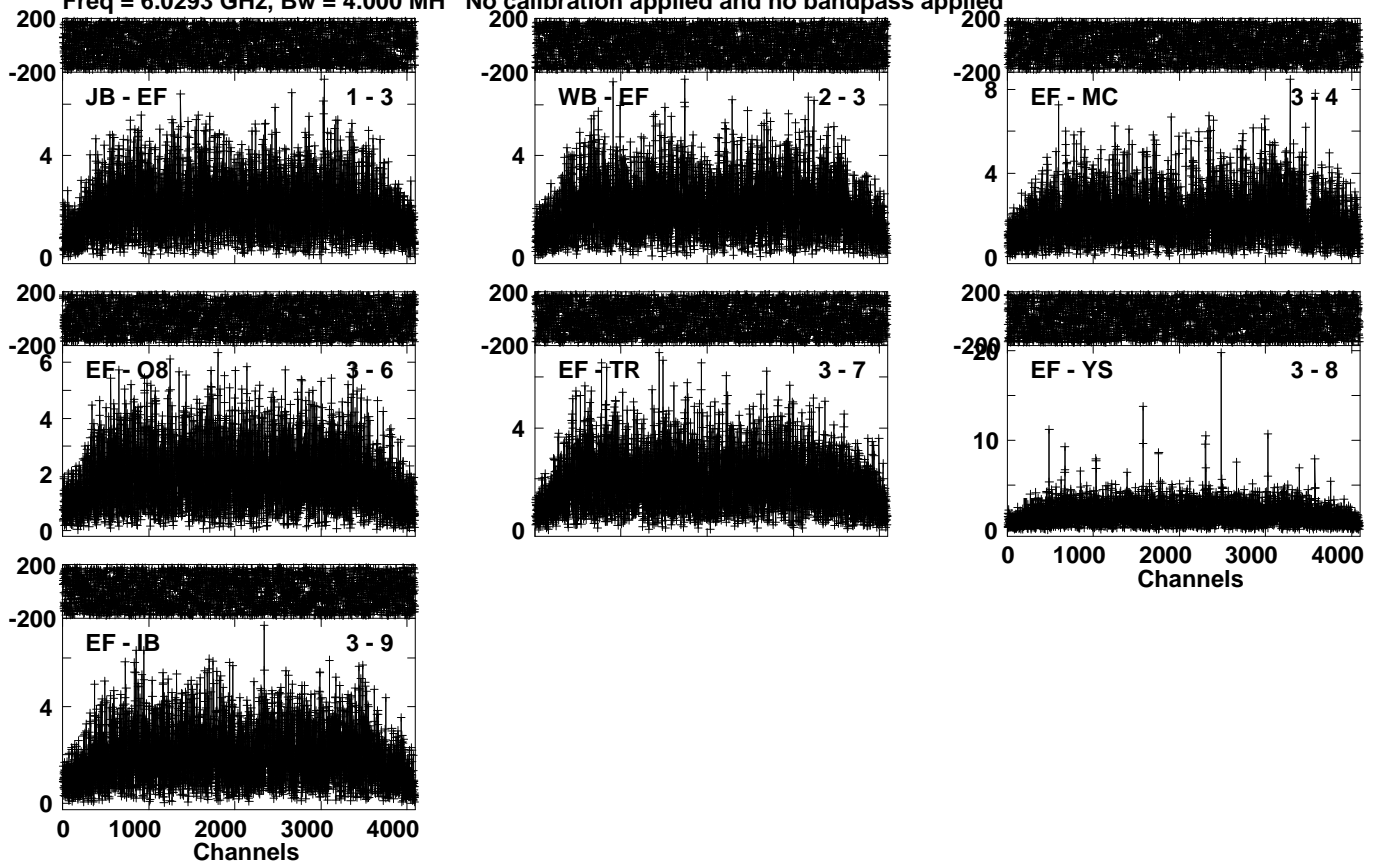 Freq = 6.0293 GHz, Bw = 4.000 MH No calibration applied and no bandpass applied
200 200 200
-200 -200 -200
JB - EF 1 - 3 WB - EF 2 - 3 EF - MC 3 - 4
8
4 4 4
0 0 0
200 200 200
-200 -200 -200
20
EF - O8 3 - 6 EF - TR 3 - 7 EF - YS 3 - 8
6
4 4 10
2
0 0 0
0 1000 2000 3000 4000
Channels
200
-200
EF - IB 3 - 9
4
0
0 1000 2000 3000 4000
Channels